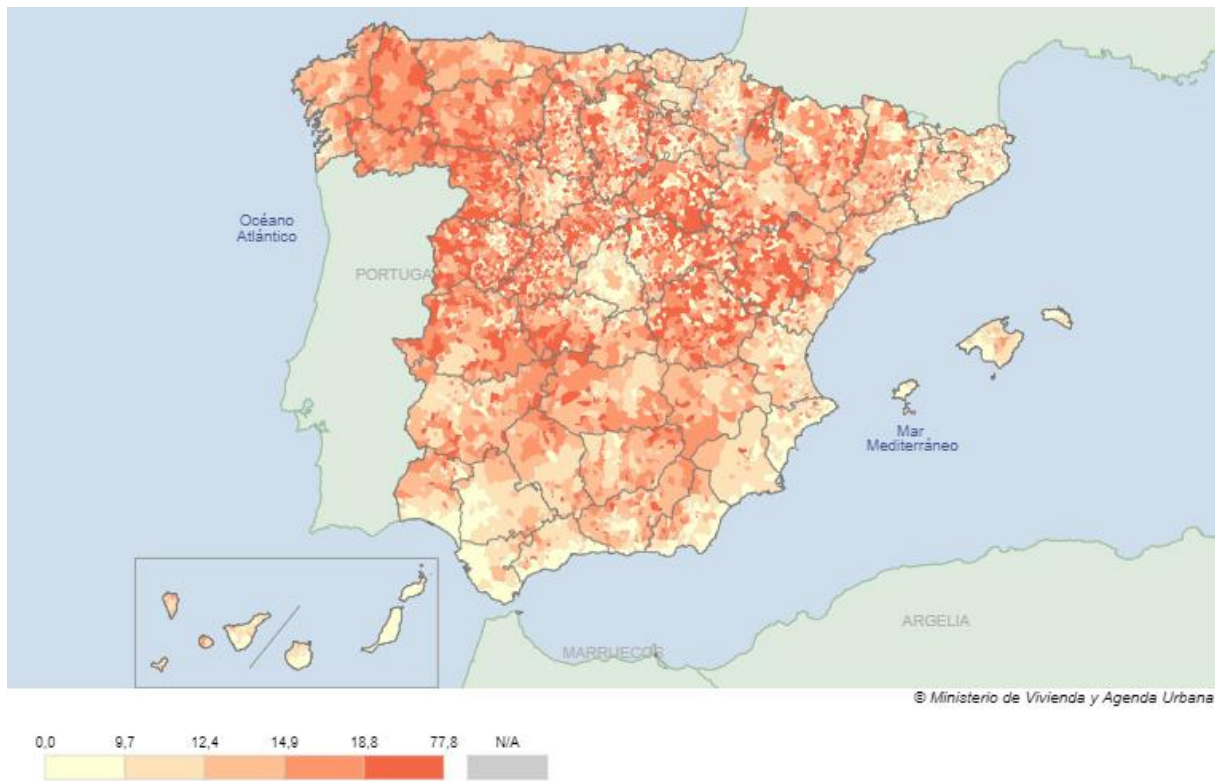 Océano
Atlántico
PORTUGA
Mar
Mediterráneo
ARGELIA
MARRUECOS
© Ministerio de Vivienda y Agenda Urbana
0,0 9,7 12,4 14,9 18,8 77,8 N/A